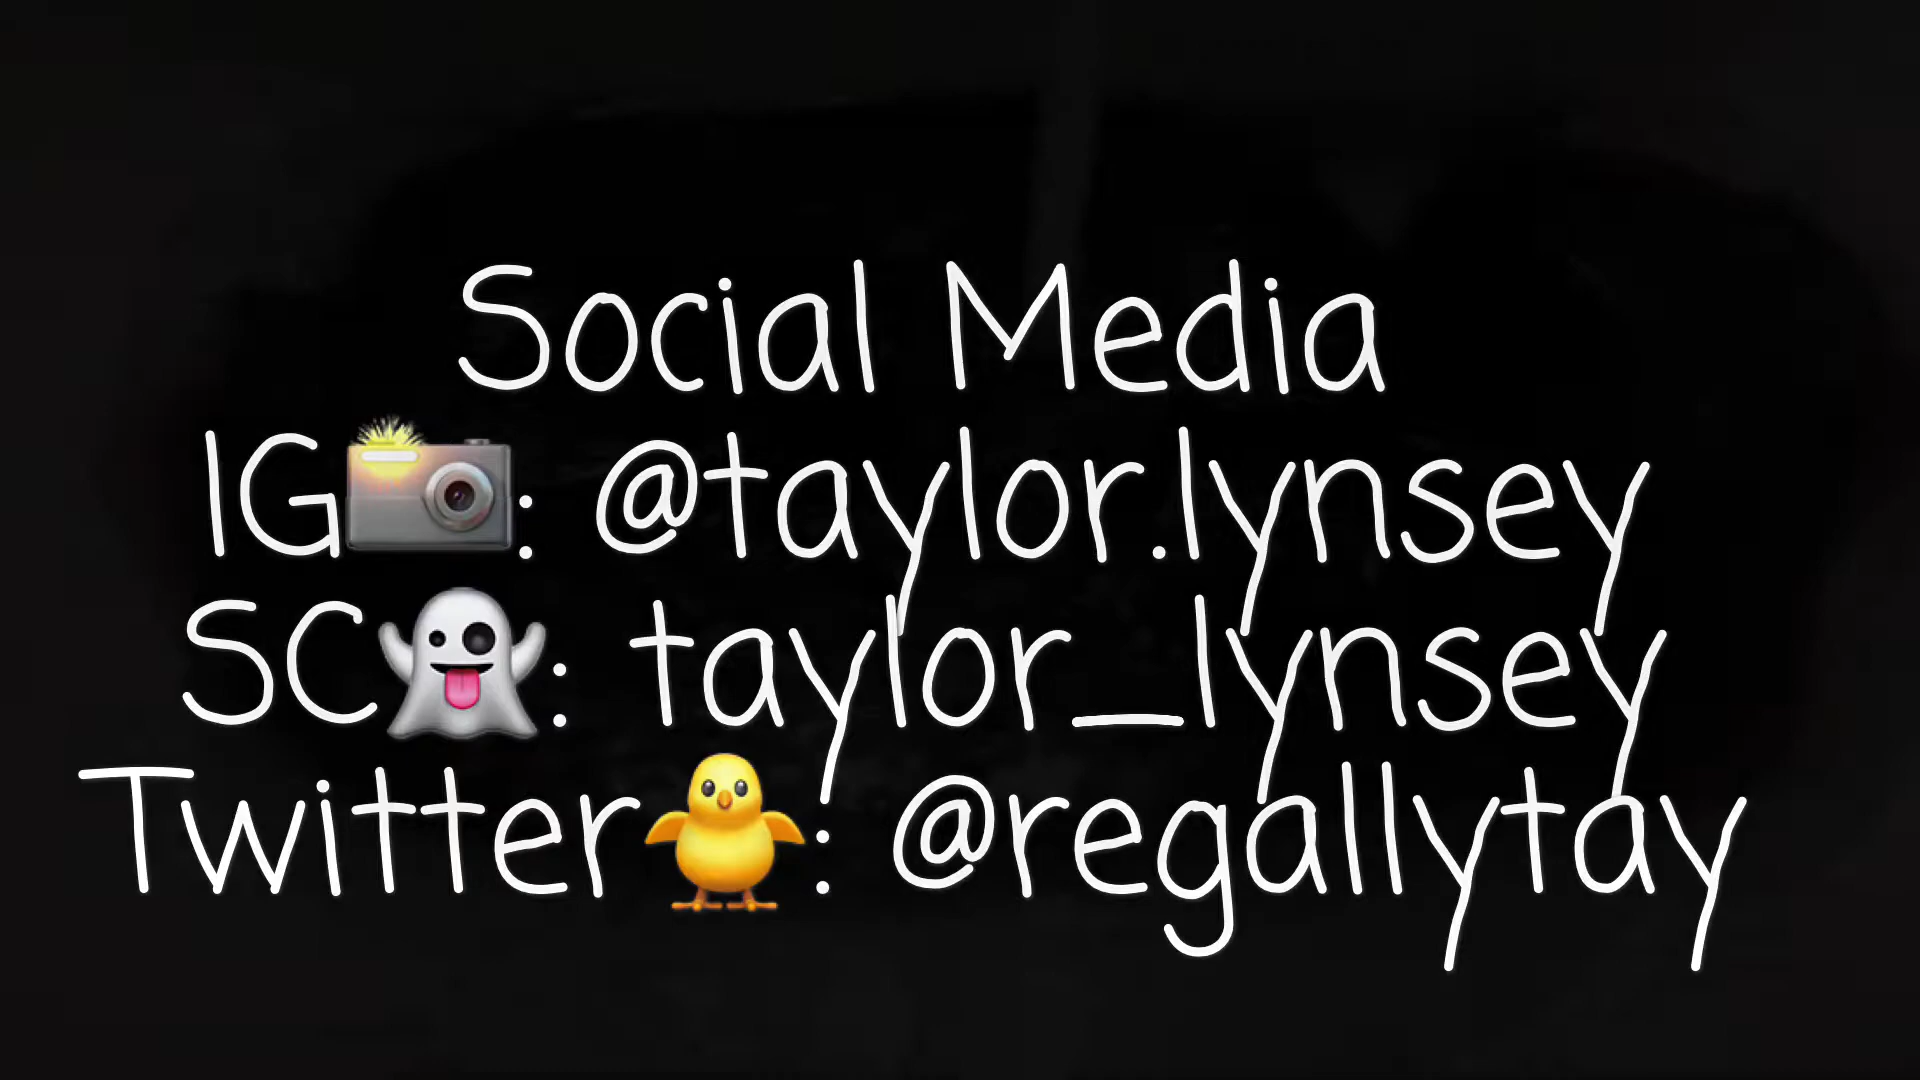 Social Media
IG📸: @taylor.lynsey
SC👻: taylor_lynsey
Twitter🐥: @regallytay